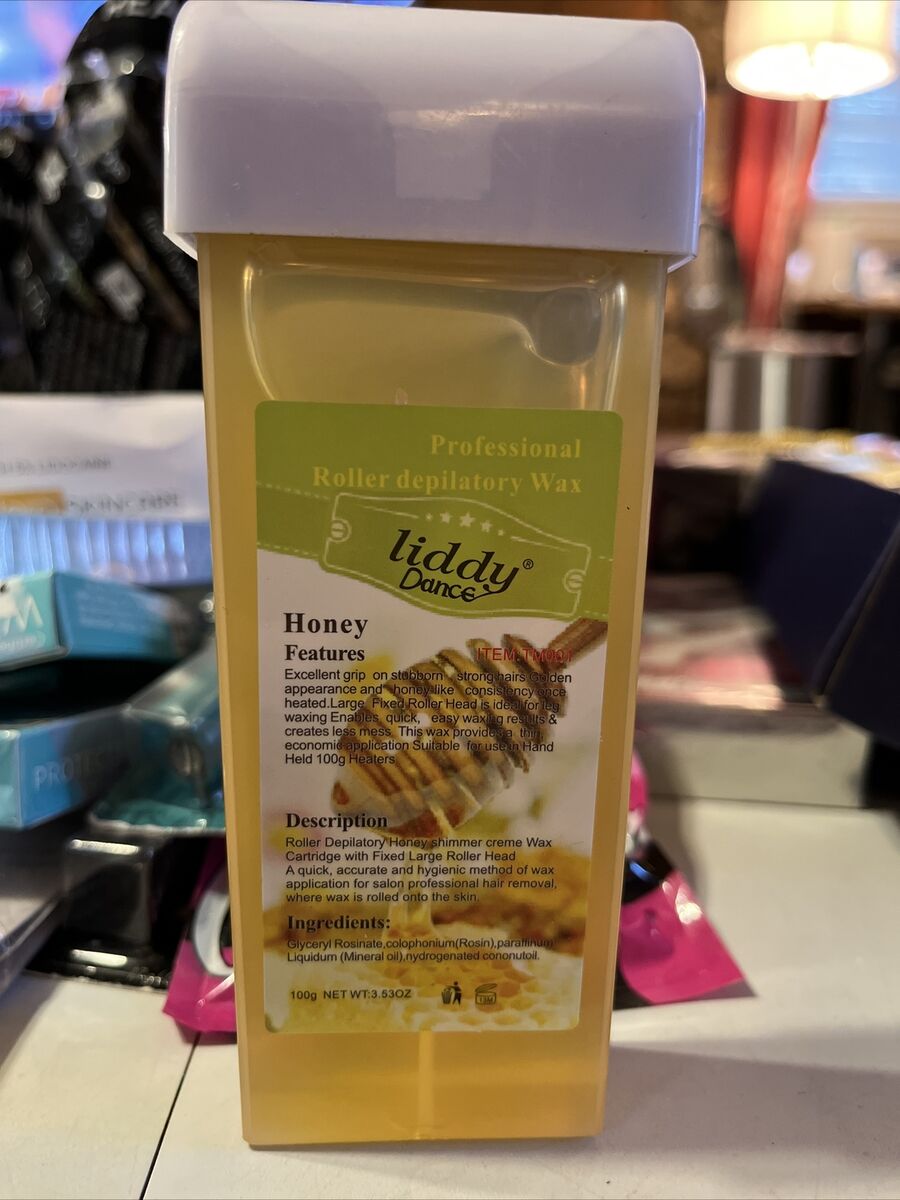 Professional
Roller depilatory Wax
liddy®
Dance
Honey
Features
ITEM:TM001
Excellent grip on stubborn , strong hairs Golden
appearance and honey-like consistency once
heated.Large Fixed Roller Head is ideal for leg
waxing Enables quick, easy waxing results &
creates less mess. This wax provides a thin,
economic application Suitable for use in Hand
Held 100g Heaters
Description
Roller Depilatory Honey shimmer creme Wax
Cartridge with Fixed Large Roller Head
A quick, accurate and hygienic method of wax
application for salon professional hair removal,
where wax is rolled onto the skin.
Ingredients:
Glyceryl Rosinate,colophonium(Rosin),paraffinum
Liquidum (Mineral oil),nydrogenated cononutoil.
100g NET WT:3.53OZ
SKINCARE